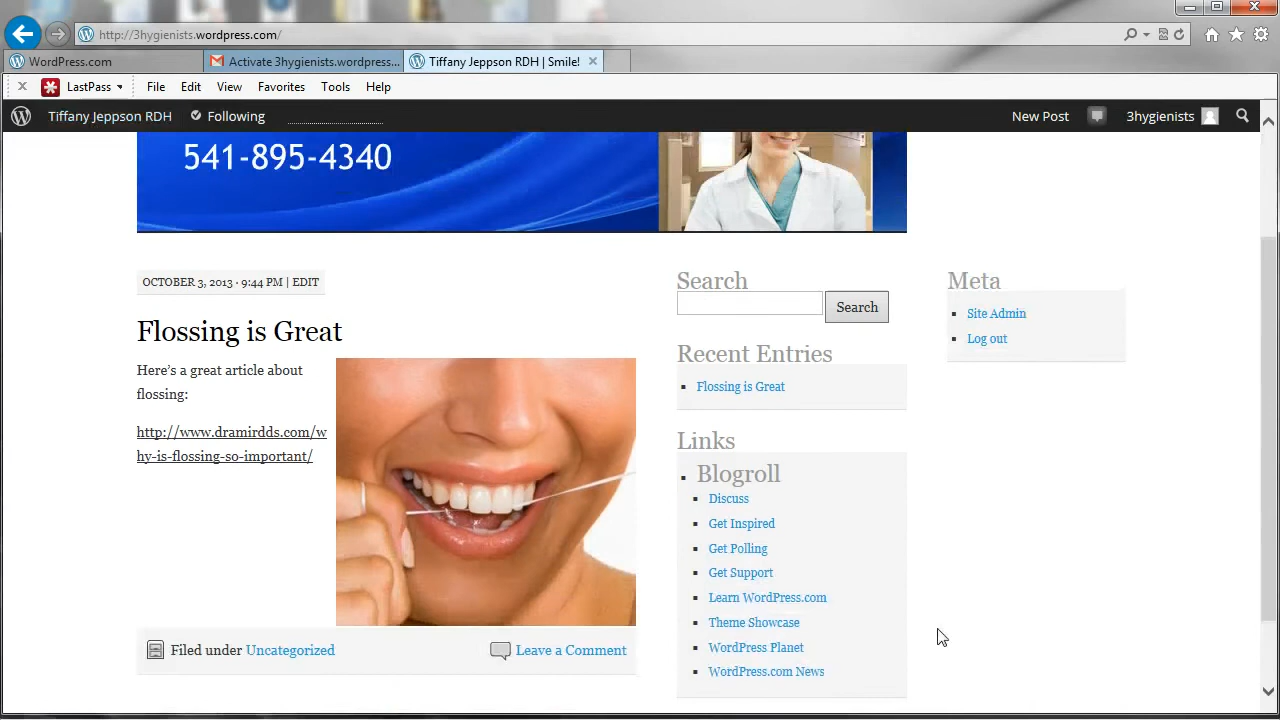 http://3hygienists.wordpress.com/
WordPress.com
Activate 3hygienists.wordpress...
Tiffany Jeppson RDH | Smile!
LastPass
File Edit View Favorites Tools Help
Tiffany Jeppson RDH Following New Post 3hygienists
541-895-4340
OCTOBER 3, 2013 · 9:44 PM | EDIT
Flossing is Great
Here's a great article about
flossing:
http://www.dramirdds.com/w
hy-is-flossing-so-important/
Filed under Uncategorized
Leave a Comment
Search
Search
Recent Entries
Flossing is Great
Links
Blogroll
Discuss
Get Inspired
Get Polling
Get Support
Learn WordPress.com
Theme Showcase
WordPress Planet
WordPress.com News
Meta
Site Admin
Log out